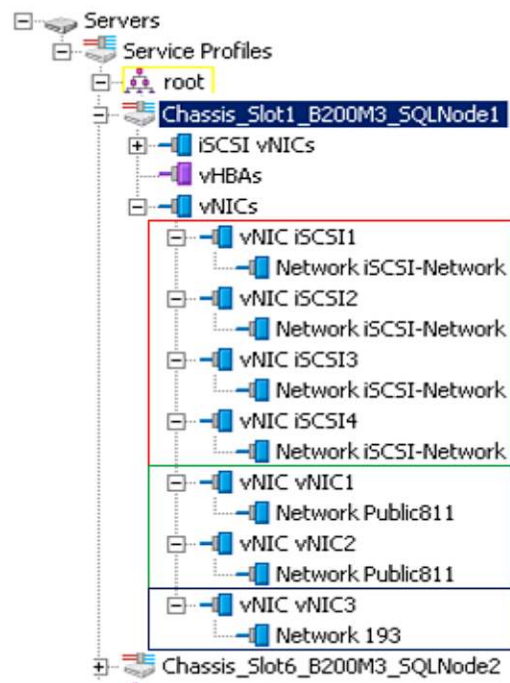 Servers
Service Profiles
root
Chassis_Slot1_B200M3_SQLNode1
iSCSI vNICs
vHBAs
vNICs
vNIC iSCSI1
Network iSCSI-Network
vNIC iSCSI2
Network iSCSI-Network
vNIC iSCSI3
Network iSCSI-Network
vNIC iSCSI4
Network iSCSI-Network
vNIC vNIC1
Network Public811
vNIC vNIC2
Network Public811
vNIC vNIC3
Network 193
Chassis_Slot6_B200M3_SQLNode2